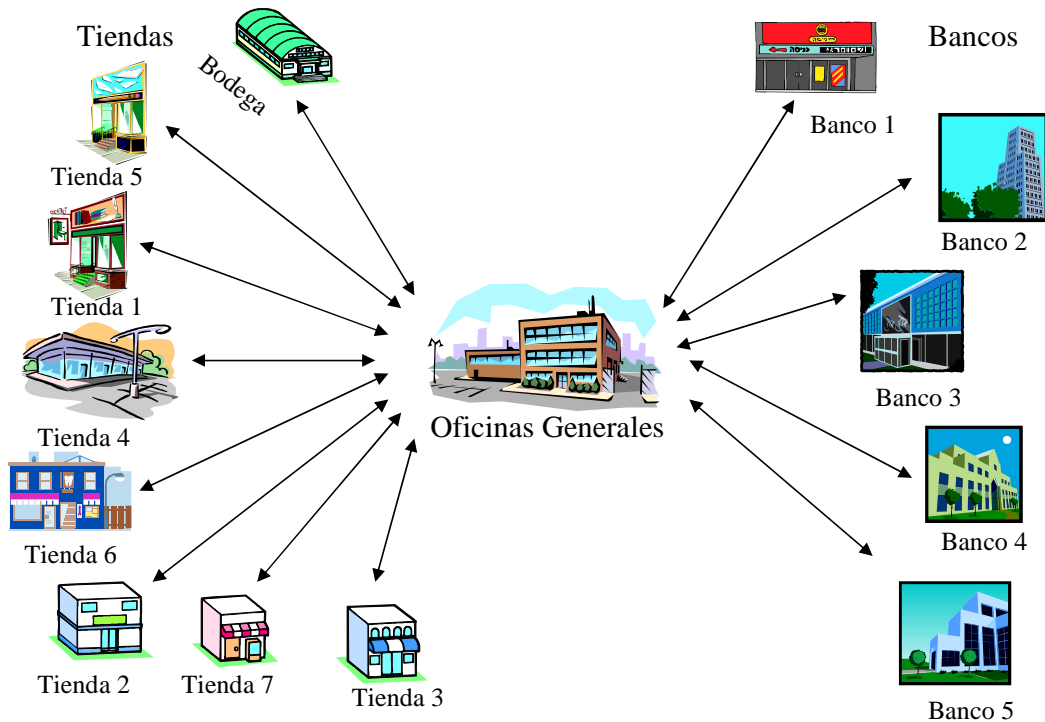 Tiendas
Bodega
Bancos
Banco 1
Tienda 5
Banco 2
Tienda 1
Banco 3
Oficinas Generales
Tienda 4
Banco 4
Tienda 6
Tienda 2
Tienda 7
Tienda 3
Banco 5